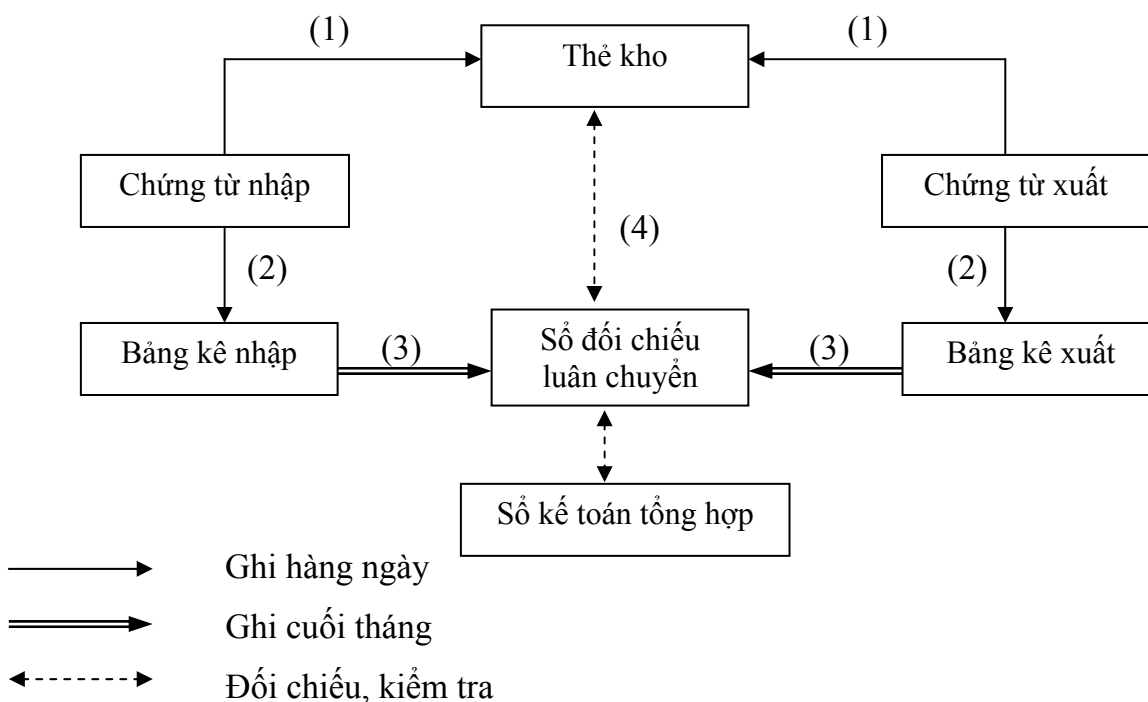 (1)
(1)
Thẻ kho
Chứng từ nhập
Chứng từ xuất
(4)
(2)
(2)
Bảng kê nhập
(3)
Sổ đối chiếu
luân chuyển
(3)
Bảng kê xuất
Sổ kế toán tổng hợp
Ghi hàng ngày
Ghi cuối tháng
Đối chiếu, kiểm tra